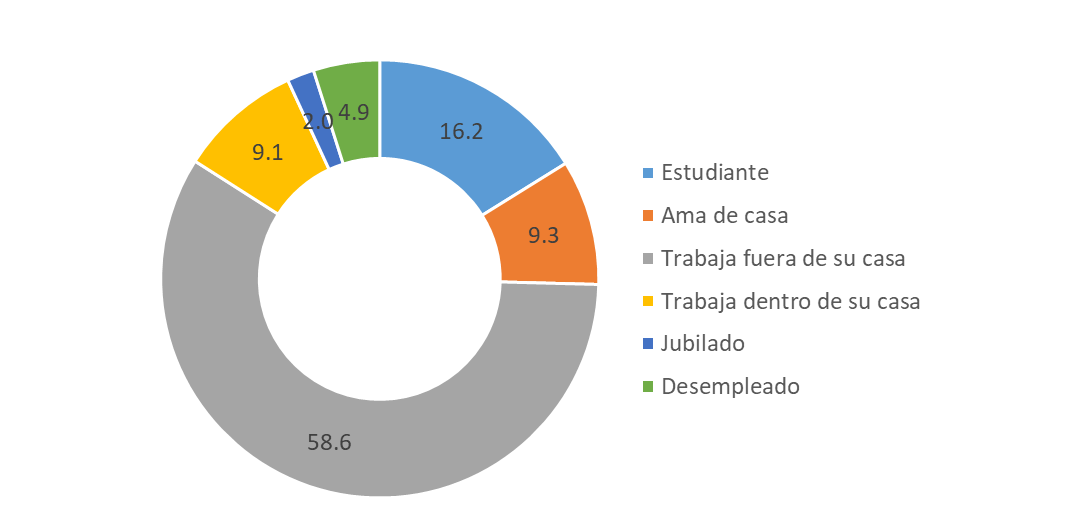 2.0
4.9
16.2
9.1
9.3
58.6
Estudiante
Ama de casa
Trabaja fuera de su casa
Trabaja dentro de su casa
Jubilado
Desempleado